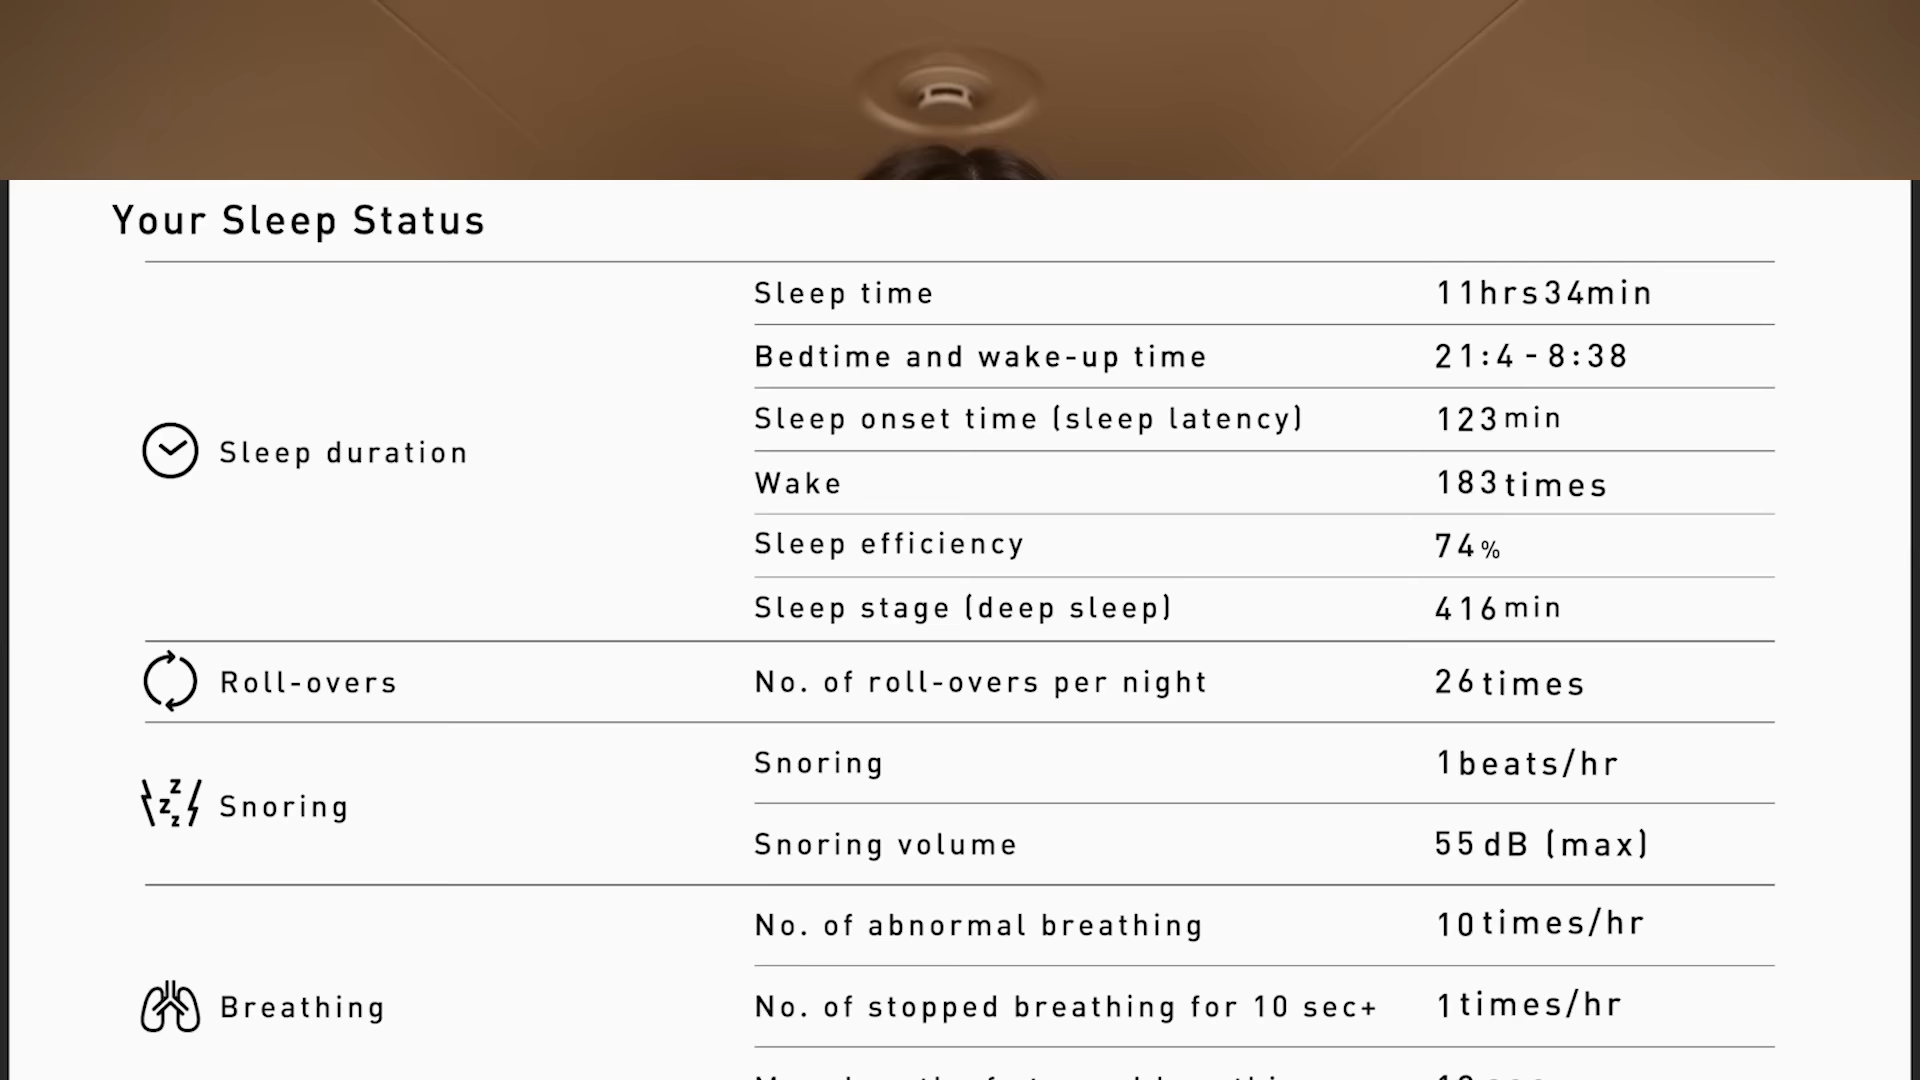 Your Sleep Status
Sleep duration
Sleep time 11hrs34min
Bedtime and wake-up time 21:4 - 8:38
Sleep onset time (sleep latency) 123min
Wake 183times
Sleep efficiency 74%
Sleep stage (deep sleep) 416min
Roll-overs No. of roll-overs per night 26times
Snoring
Snoring 1beats/hr
Snoring volume 55dB (max)
Breathing
No. of abnormal breathing 10times/hr
No. of stopped breathing for 10 sec+ 1times/hr